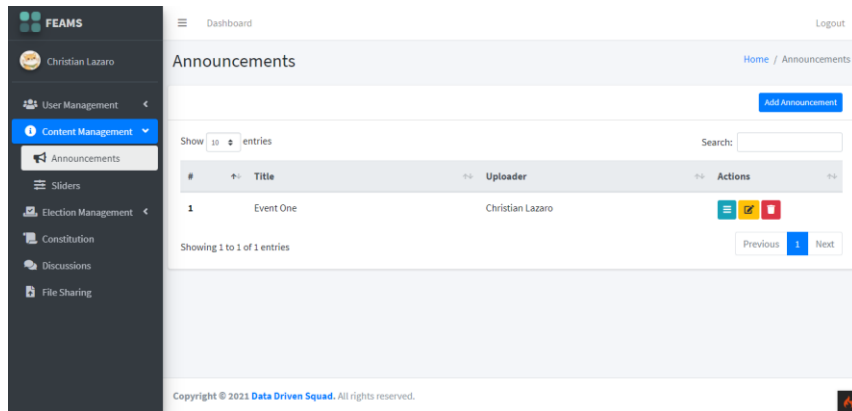 FEAMS
Dashboard
Logout
Christian Lazaro
Announcements
Home / Announcements
User Management
Content Management
Announcements
Sliders
Election Management
Constitution
Discussions
File Sharing
Add Announcement
Show 10 entries
Search:
# Title Uploader Actions
1 Event One Christian Lazaro
Showing 1 to 1 of 1 entries
Previous 1 Next
Copyright © 2021 Data Driven Squad. All rights reserved.